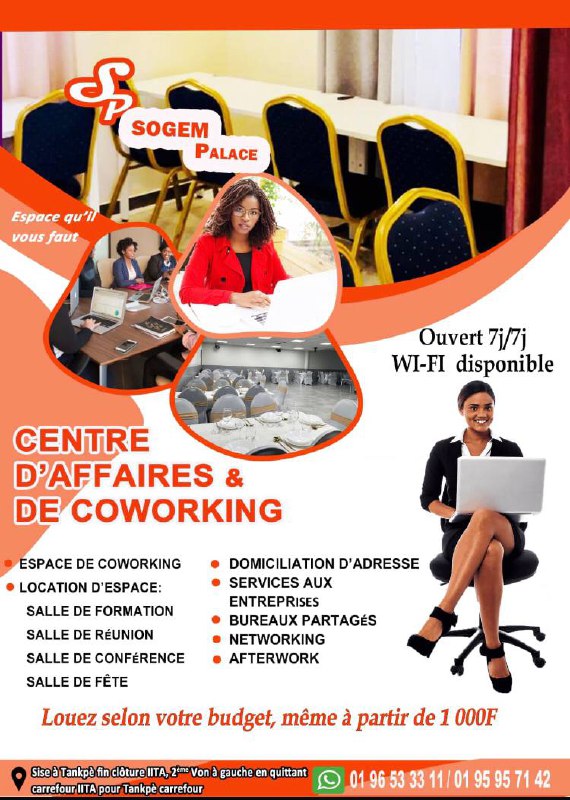 SP
SOGEM
PALACE
Espace qu'il
vous faut
Ouvert 7j/7j
WI-FI disponible
CENTRE
D'AFFAIRES &
DE COWORKING
ESPACE DE COWORKING
LOCATION D'ESPACE:
SALLE DE FORMATION
SALLE DE RéUNION
SALLE DE CONFéRENCE
SALLE DE FÊTE
DOMICILIATION D'ADRESSE
SERVICES AUX
ENTREPRISES
BUREAUX PARTAGéS
NETWORKING
AFTERWORK
Louez selon votre budget, même à partir de 1 000F
Sise à Tankpè fin clôture IITA, 2ème Von à gauche en quittant
carrefour IITA pour Tankpè carrefour
01 96 53 33 11 / 01 95 95 71 42